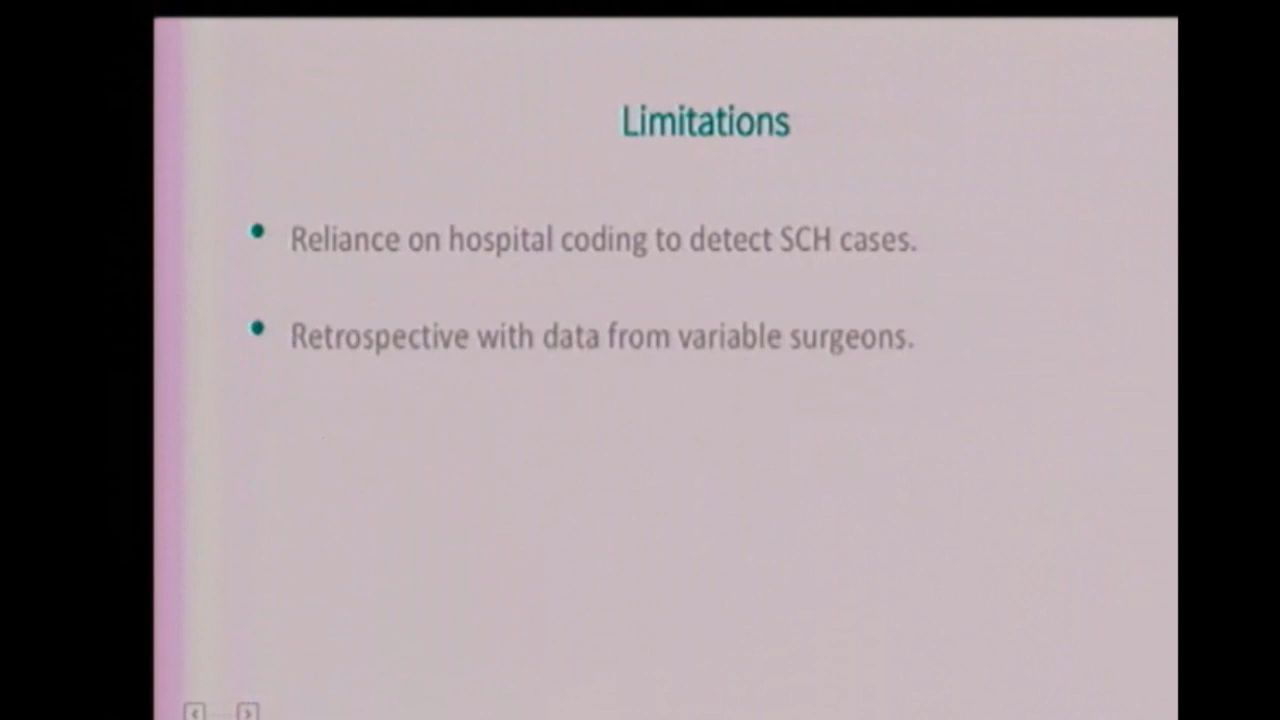 Limitations
Reliance on hospital coding to detect SCH cases.
Retrospective with data from variable surgeons.